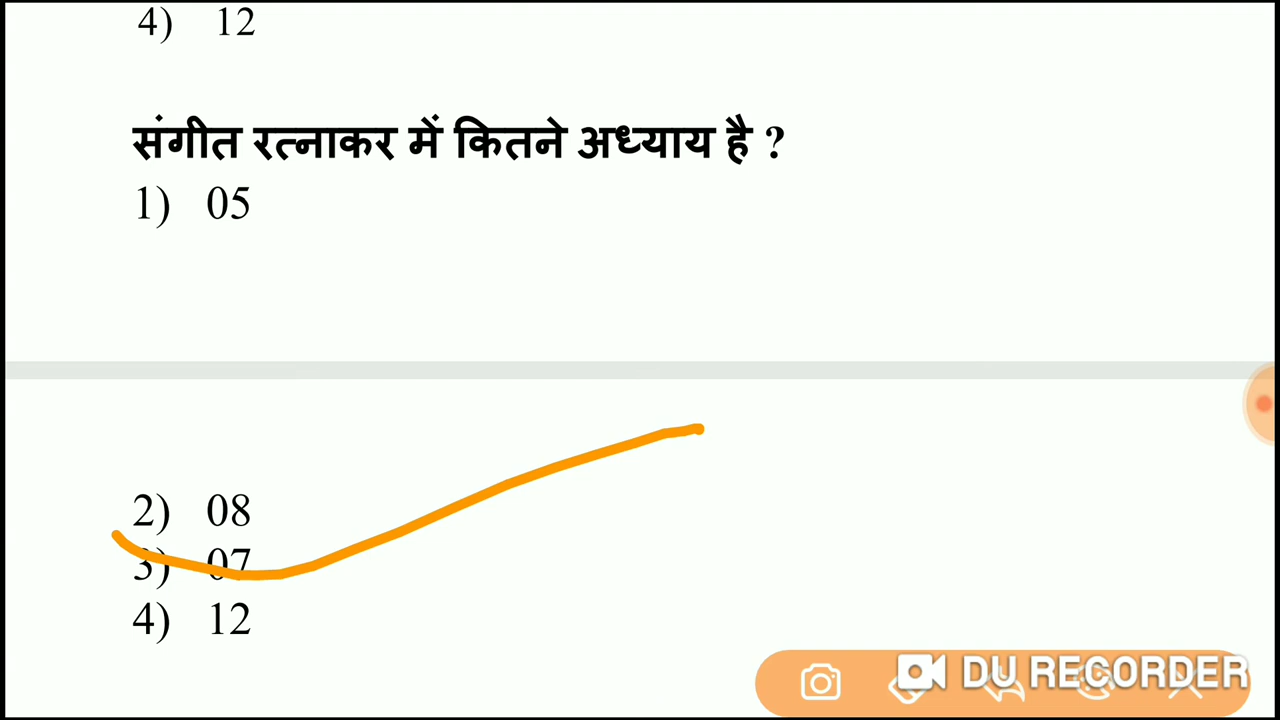 4) 12
संगीत रत्नाकर में कितने अध्याय है ?
1) 05
2) 08
3) 07
4) 12
DU RECORDER